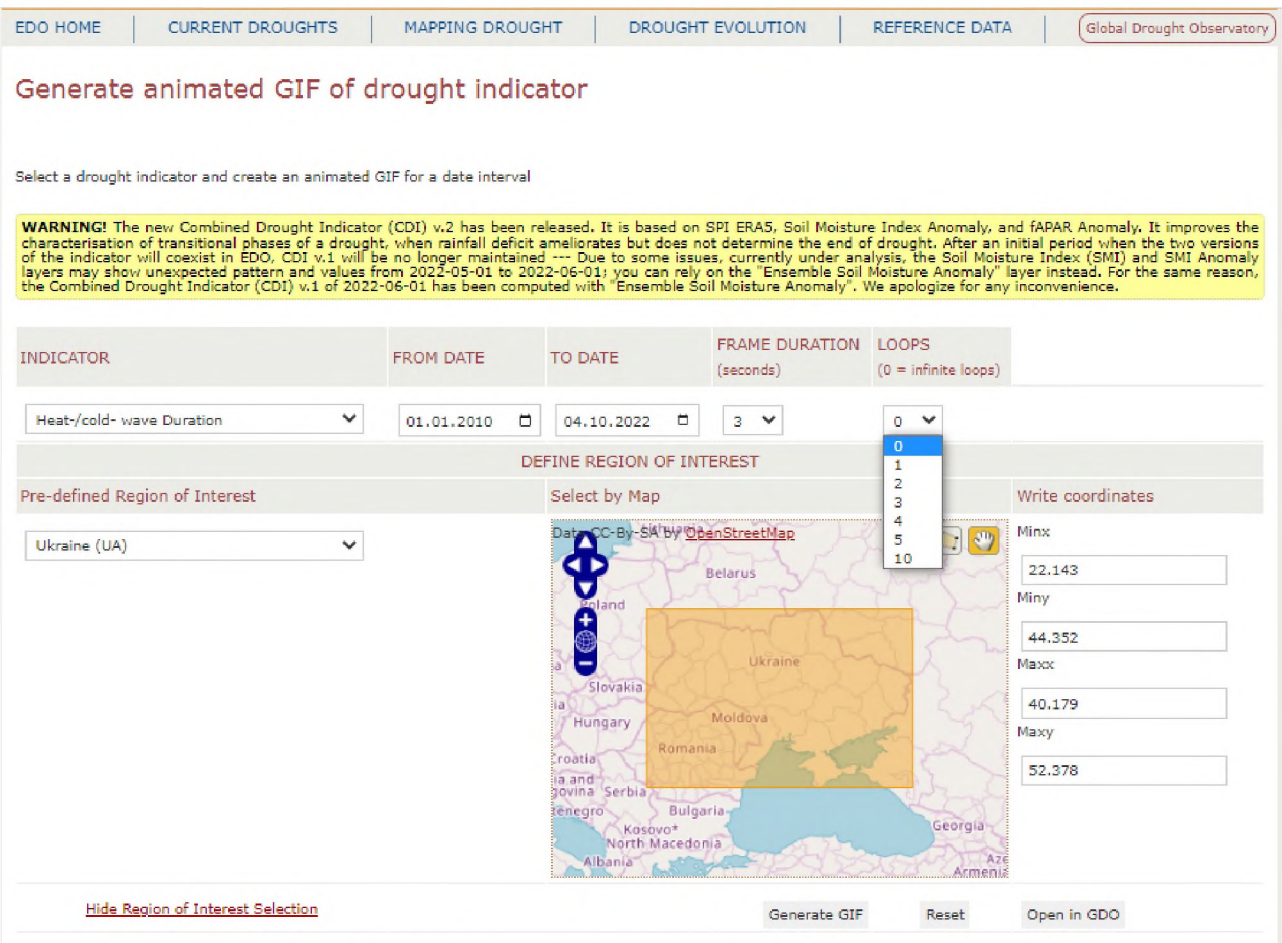 EDO HOME CURRENT DROUGHTS MAPPING DROUGHT DROUGHT EVOLUTION REFERENCE DATA Global Drought Observatory
Generate animated GIF of drought indicator
Select a drought indicator and create an animated GIF for a date interval
WARNING! The new Combined Drought Indicator (CDI) v.2 has been released. It is based on SPI ERA5, Soil Moisture Index Anomaly, and fAPAR Anomaly. It improves the
characterisation of transitional phases of a drought, when rainfall deficit ameliorates but does not determine the end of drought. After an initial period when the two versions
of the indicator will coexist in EDO, CDI v.1 will be no longer maintained --- Due to some issues, currently under analysis, the Soil Moisture Index (SMI) and SMI Anomaly
layers may show unexpected pattern and values from 2022-05-01 to 2022-06-01; you can rely on the "Ensemble Soil Moisture Anomaly" layer instead. For the same reason,
the Combined Drought Indicator (CDI) v.1 of 2022-06-01 has been computed with "Ensemble Soil Moisture Anomaly". We apologize for any inconvenience.
INDICATOR FROM DATE TO DATE FRAME DURATION (seconds) LOOPS (0 = infinite loops)
Heat-/cold- wave Duration 01.01.2010 04.10.2022 3 0
0
1
2
3
4
5
10
DEFINE REGION OF INTEREST
Pre-defined Region of Interest Select by Map Write coordinates
Ukraine (UA)
Data CC-By-SA by OpenStreetMap
Lithuania
Belarus
Poland
Ukraine
Slovakia
Hungary
Moldova
Romania
Croatia
ia and
govina Serbia
tenegro Bulgaria
Kosovo*
North Macedonia
Albania
Georgia
Aze
Armenia
Minx
22.143
Miny
44.352
Maxx
40.179
Maxy
52.378
Hide Region of Interest Selection Generate GIF Reset Open in GDO